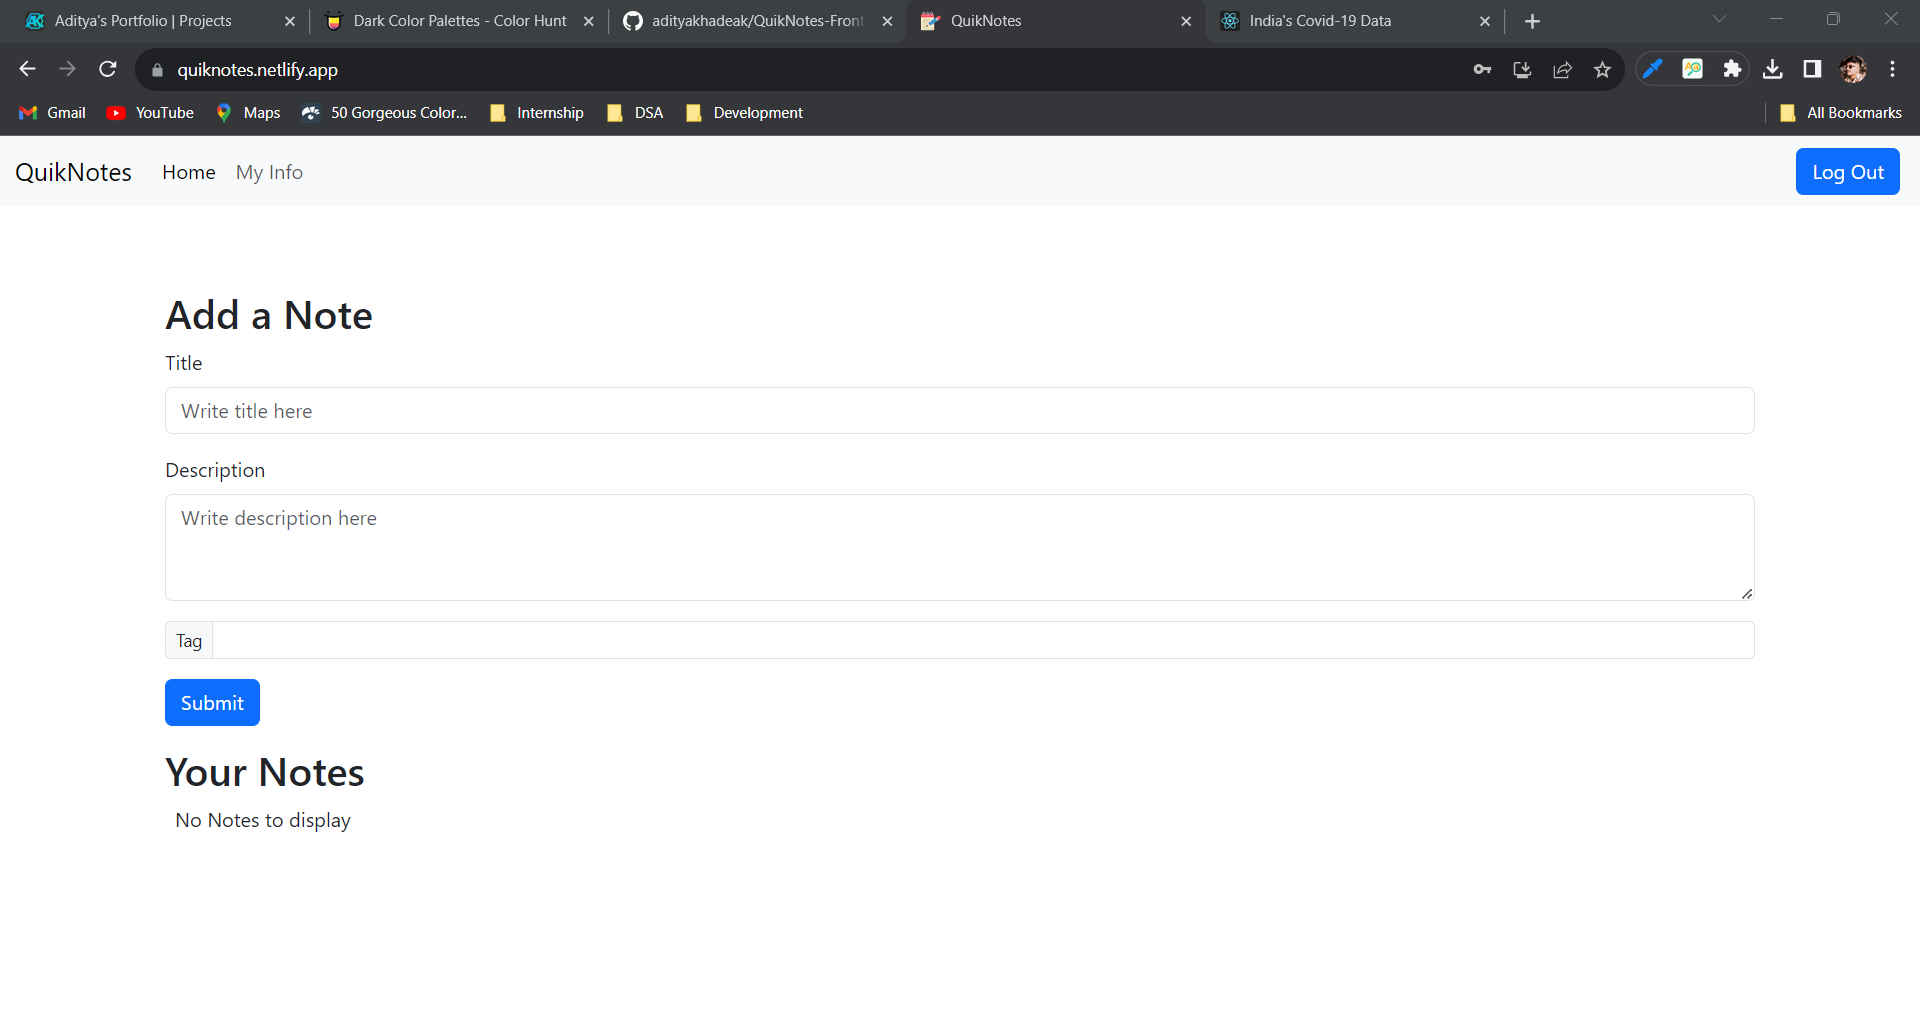 Aditya's Portfolio | Projects
Dark Color Palettes - Color Hunt
adityakhadeak/QuikNotes-Front
QuikNotes
India's Covid-19 Data
quiknotes.netlify.app
Gmail
YouTube
Maps
50 Gorgeous Color...
Internship
DSA
Development
All Bookmarks
QuikNotes
Home
My Info
Log Out
Add a Note
Title
Write title here
Description
Write description here
Tag
Submit
Your Notes
No Notes to display